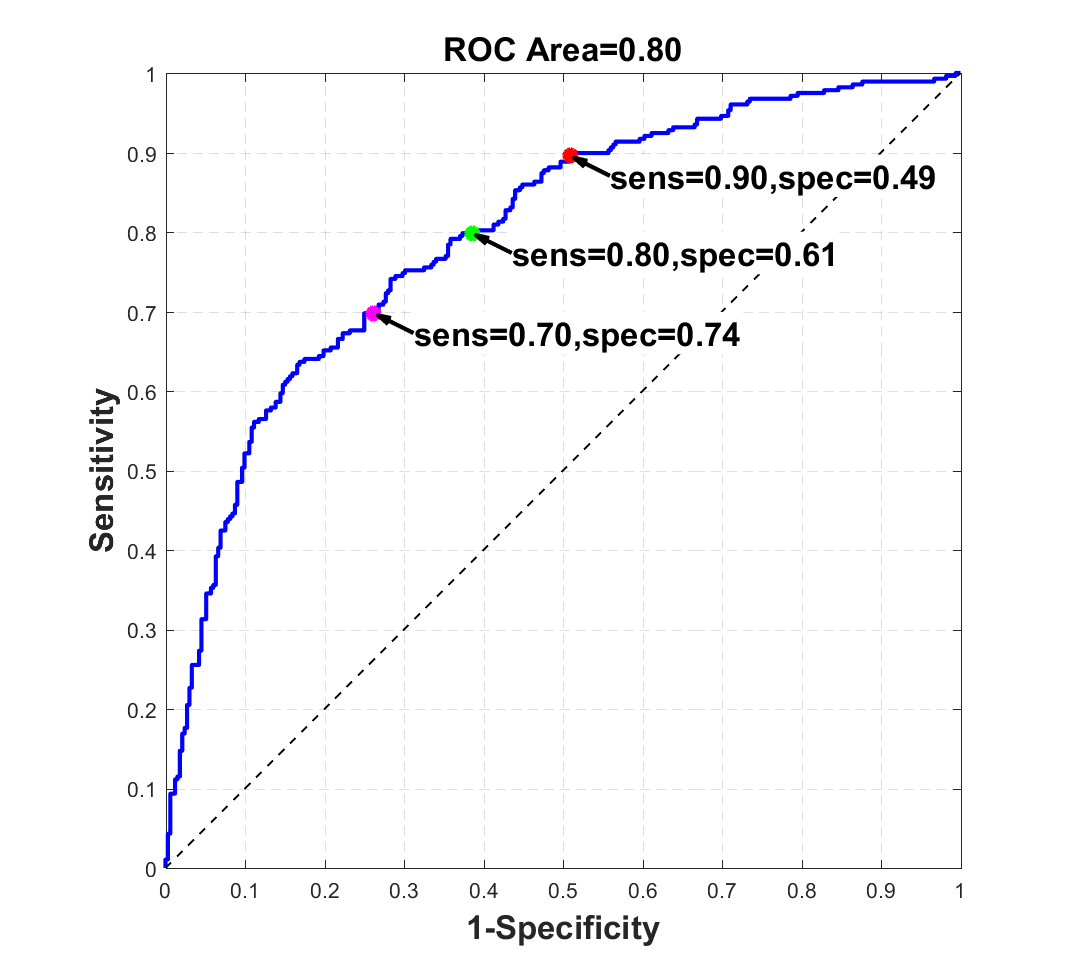 ROC Area=0.80
1
0.9
0.8
0.7
0.6
0.5
0.4
0.3
0.2
0.1
0
Sensitivity
sens=0.90,spec=0.49
sens=0.80,spec=0.61
sens=0.70,spec=0.74
0 0.1 0.2 0.3 0.4 0.5 0.6 0.7 0.8 0.9 1
1-Specificity